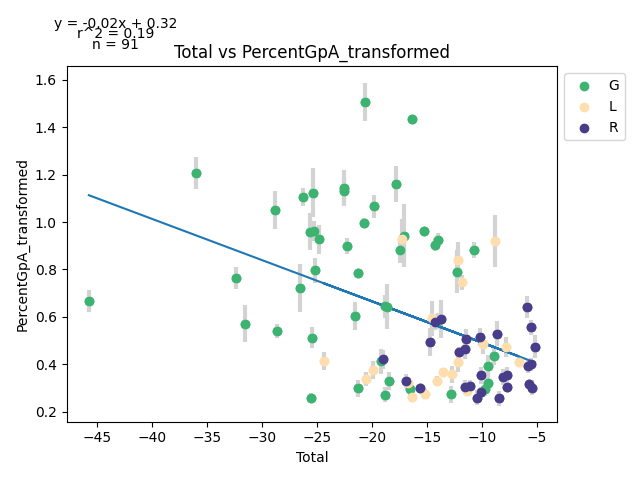 y = -0.02x + 0.32
r^2 = 0.19
n = 91
Total vs PercentGpA_transformed
G
L
R
PercentGpA_transformed
1.6
1.4
1.2
1.0
0.8
0.6
0.4
0.2
−45 −40 −35 −30 −25 −20 −15 −10 −5
Total